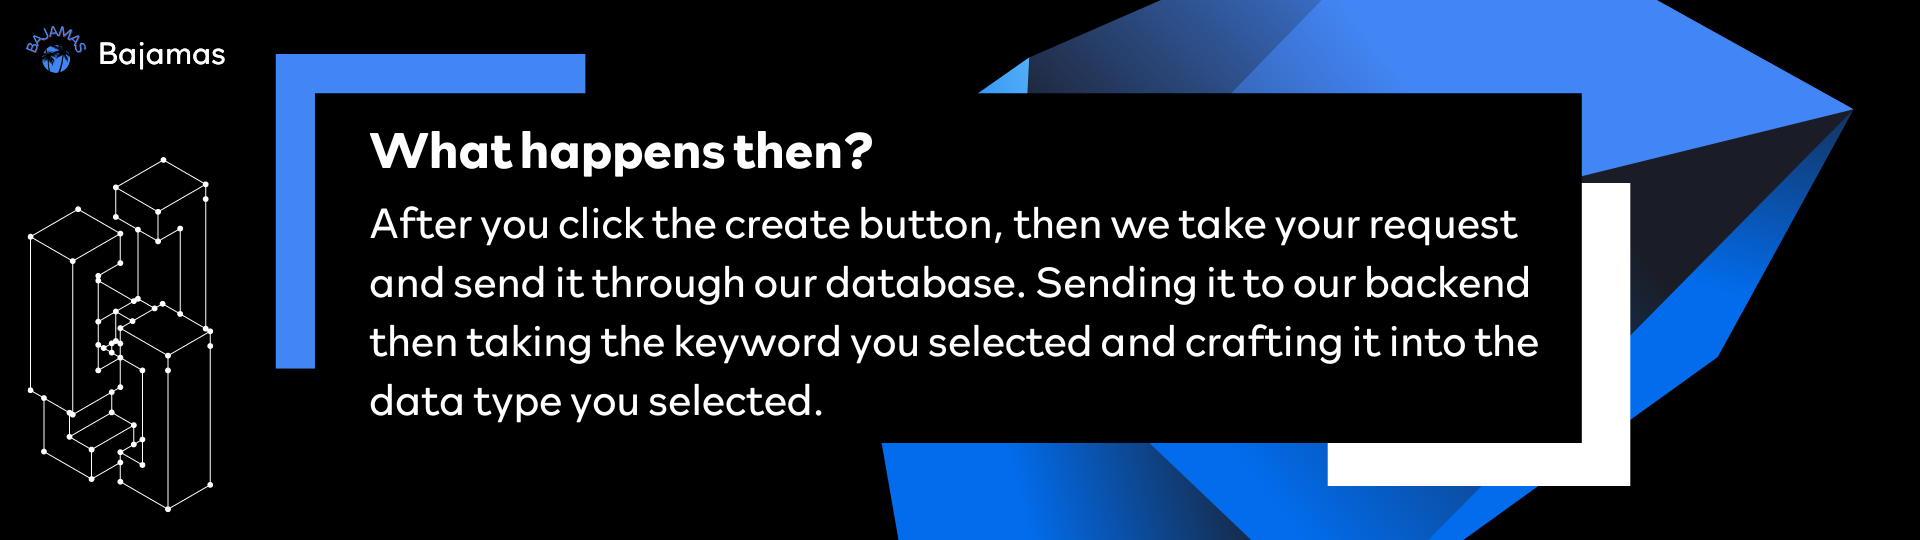 BAJAMAS
Bajamas
What happens then?
After you click the create button, then we take your request
and send it through our database. Sending it to our backend
then taking the keyword you selected and crafting it into the
data type you selected.